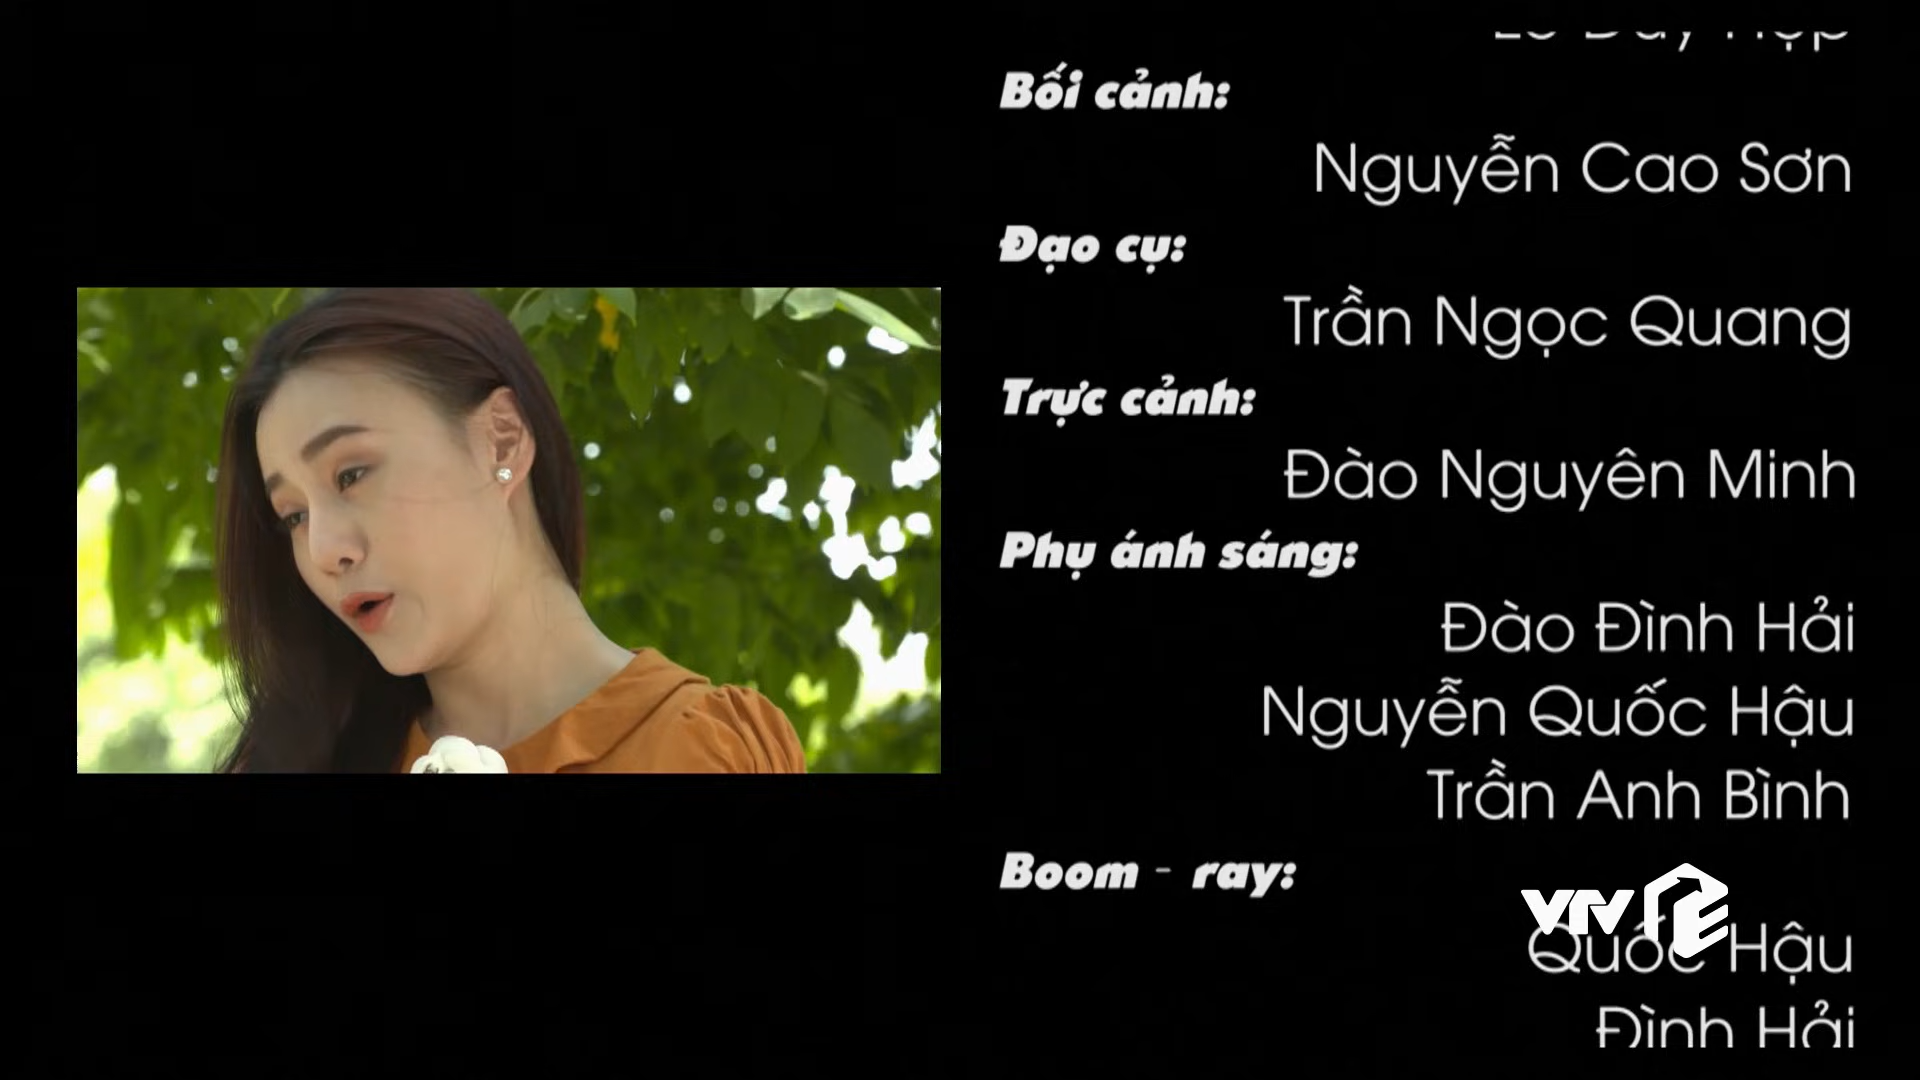 Bối cảnh:
Nguyễn Cao Sơn
Đạo cụ:
Trần Ngọc Quang
Trực cảnh:
Đào Nguyên Minh
Phụ ánh sáng:
Đào Đình Hải
Nguyễn Quốc Hậu
Trần Anh Bình
Boom - ray:
VTV
Quốc Hậu
Đình Hải